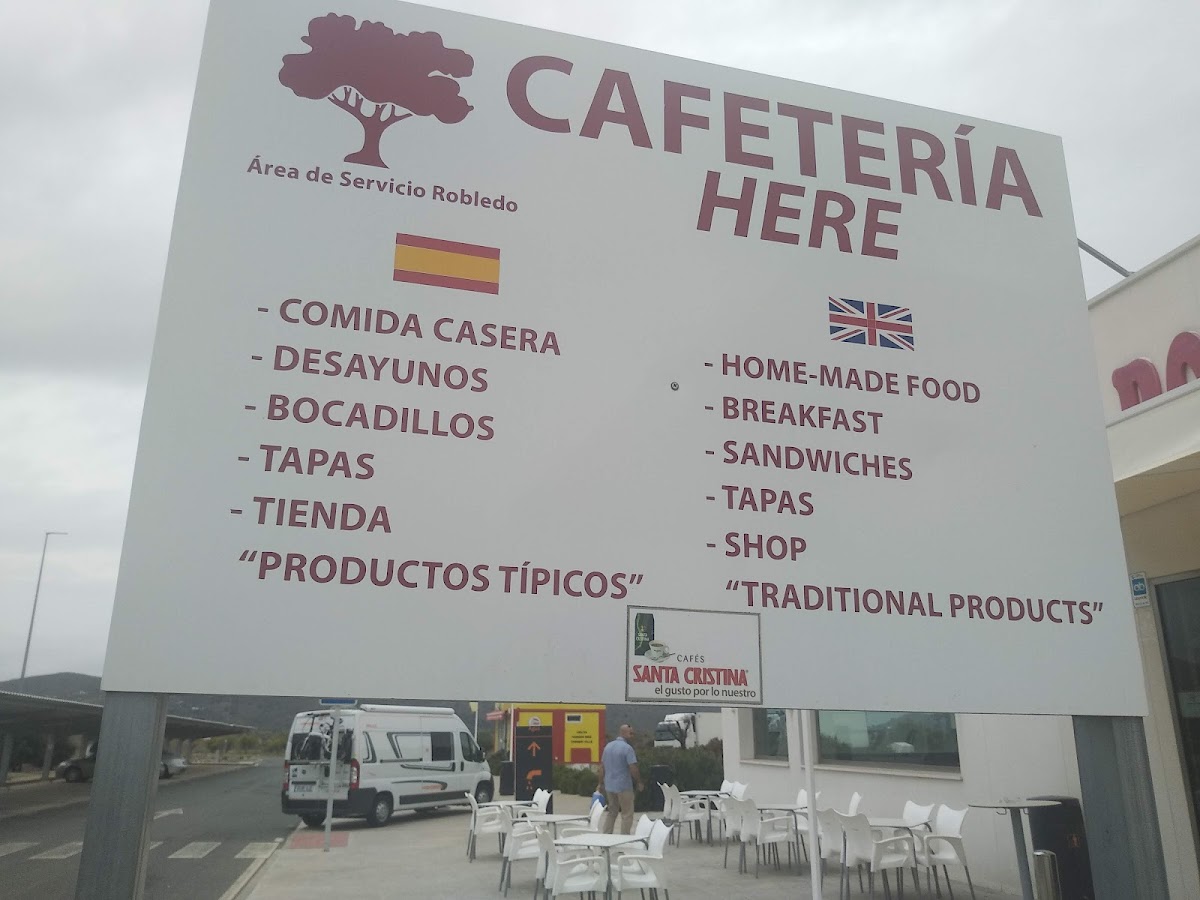 CAFETERÍA
HERE
Área de Servicio Robledo
- COMIDA CASERA
- DESAYUNOS
- BOCADILLOS
- TAPAS
- TIENDA
“PRODUCTOS TÍPICOS”
- HOME-MADE FOOD
- BREAKFAST
- SANDWICHES
- TAPAS
- SHOP
“TRADITIONAL PRODUCTS”
CAFÉS
SANTA CRISTINA
el gusto por lo nuestro